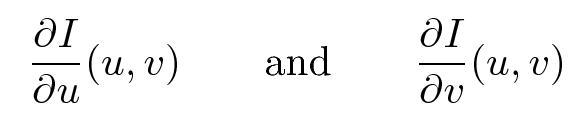 ∂I/∂u (u, v) and ∂I/∂v (u, v)